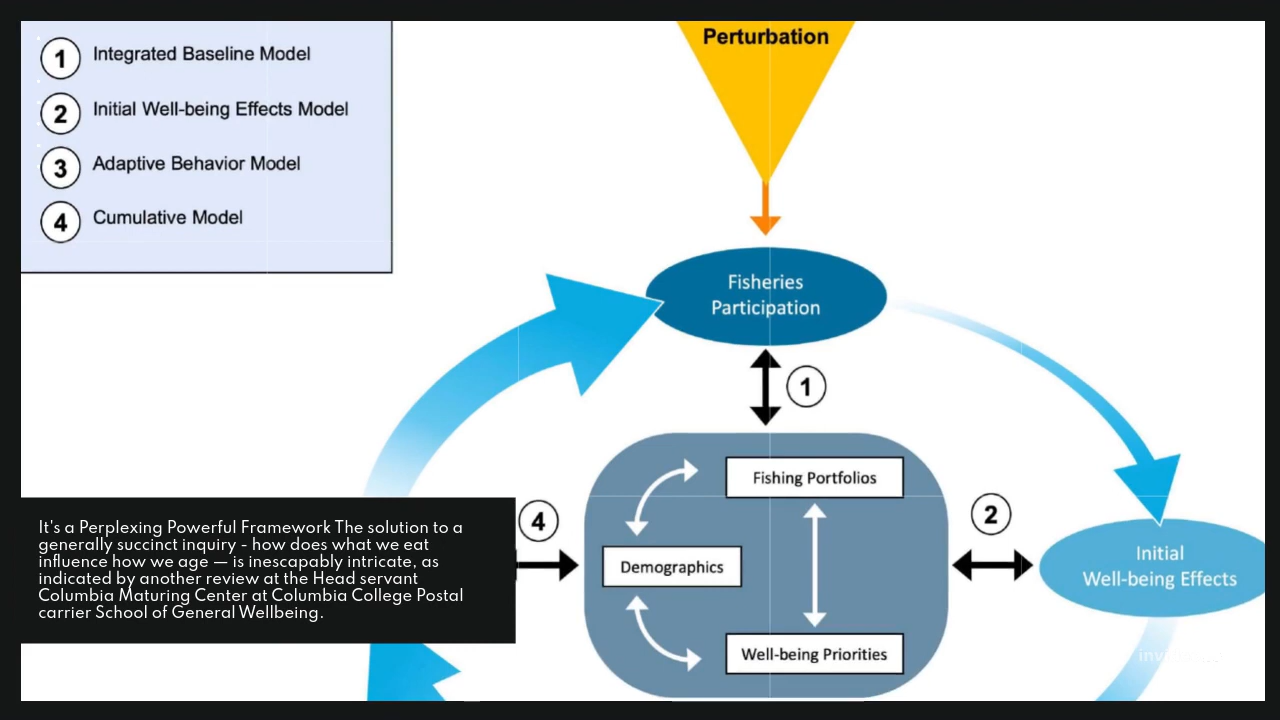 1 Integrated Baseline Model
2 Initial Well-being Effects Model
3 Adaptive Behavior Model
4 Cumulative Model
Perturbation
Fisheries
Participation
1
Fishing Portfolios
4
2
Demographics
Initial
Well-being Effects
Well-being Priorities
It's a Perplexing Powerful Framework The solution to a
generally succinct inquiry - how does what we eat
influence how we age — is inescapably intricate, as
indicated by another review at the Head servant
Columbia Maturing Center at Columbia College Postal
carrier School of General Wellbeing.